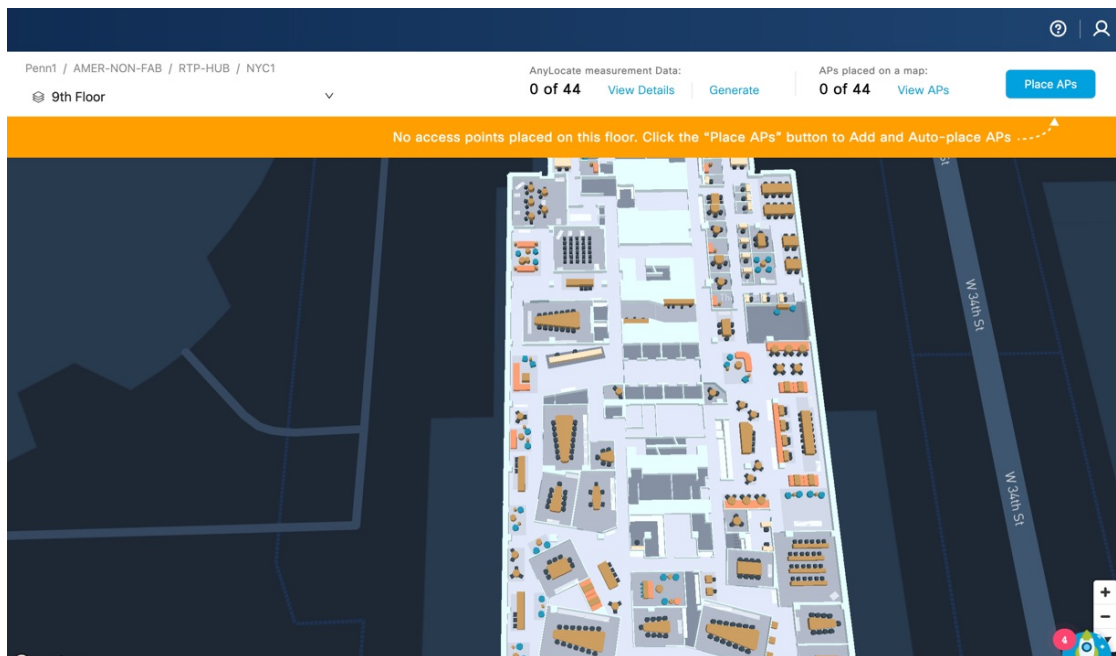 Penn1 / AMER-NON-FAB / RTP-HUB / NYC1
9th Floor
AnyLocate measurement Data:
0 of 44 View Details Generate
APs placed on a map:
0 of 44 View APs
Place APs
No access points placed on this floor. Click the "Place APs" button to Add and Auto-place APs
St
W 34th St
W 34th St
+
−
4